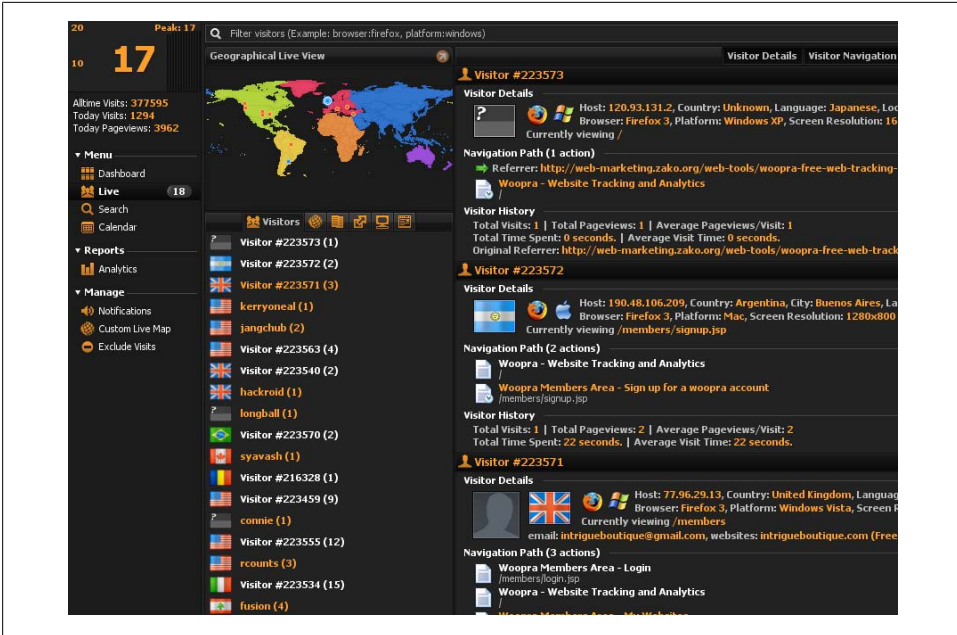 20 Peak: 17
17
10
Alltime Visits: 377595
Today Visits: 1294
Today Pageviews: 3962
Menu
Dashboard
Live 18
Search
Calendar
Reports
Analytics
Manage
Notifications
Custom Live Map
Exclude Visits
Filter visitors (Example: browser:firefox, platform:windows)
Geographical Live View
Visitors
? Visitor #223573 (1)
Visitor #223572 (2)
Visitor #223571 (3)
kerryoneal (1)
jangchub (2)
Visitor #223563 (4)
Visitor #223540 (2)
hackroid (1)
? longball (1)
Visitor #223570 (2)
syavash (1)
Visitor #216328 (1)
Visitor #223459 (9)
? connie (1)
Visitor #223555 (12)
rcounts (3)
Visitor #223534 (15)
fusion (4)
Visitor Details Visitor Navigation
Visitor #223573
Visitor Details
? Host: 120.93.131.2, Country: Unknown, Language: Japanese, Loc
Browser: Firefox 3, Platform: Windows XP, Screen Resolution: 16
Currently viewing /
Navigation Path (1 action)
Referrer: http://web-marketing.zako.org/web-tools/woopra-free-web-tracking-
Woopra - Website Tracking and Analytics
/
Visitor History
Total Visits: 1 | Total Pageviews: 1 | Average Pageviews/Visit: 1
Total Time Spent: 0 seconds. | Average Visit Time: 0 seconds.
Original Referrer: http://web-marketing.zako.org/web-tools/woopra-free-web-track
Visitor #223572
Visitor Details
Host: 190.48.106.209, Country: Argentina, City: Buenos Aires, La
Browser: Firefox 3, Platform: Mac, Screen Resolution: 1280x800
Currently viewing /members/signup.jsp
Navigation Path (2 actions)
Woopra - Website Tracking and Analytics
/
Woopra Members Area - Sign up for a woopra account
/members/signup.jsp
Visitor History
Total Visits: 1 | Total Pageviews: 2 | Average Pageviews/Visit: 2
Total Time Spent: 22 seconds. | Average Visit Time: 22 seconds.
Visitor #223571
Visitor Details
Host: 77.96.29.13, Country: United Kingdom, Languag
Browser: Firefox 3, Platform: Windows Vista, Screen R
Currently viewing /members
email: intrigueboutique@gmail.com, websites: intrigueboutique.com (Free
Navigation Path (3 actions)
Woopra Members Area - Login
/members/login.jsp
Woopra - Website Tracking and Analytics
/
Woopra Members Area - My Websites